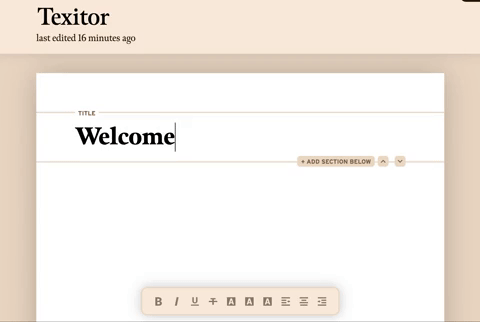 Texitor
last edited 16 minutes ago
TITLE
Welcome
+ ADD SECTION BELOW
B I U T A A A